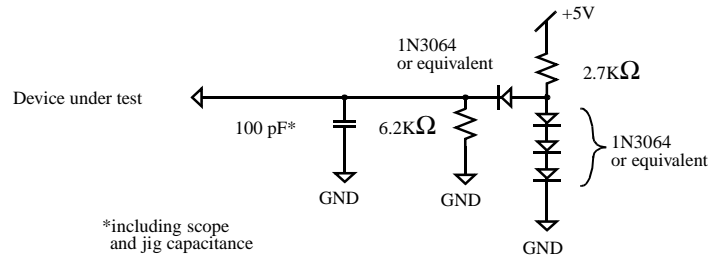 +5V
1N3064
or equivalent
2.7KΩ
Device under test
100 pF*
6.2KΩ
1N3064
or equivalent
GND
GND
GND
*including scope
and jig capacitance